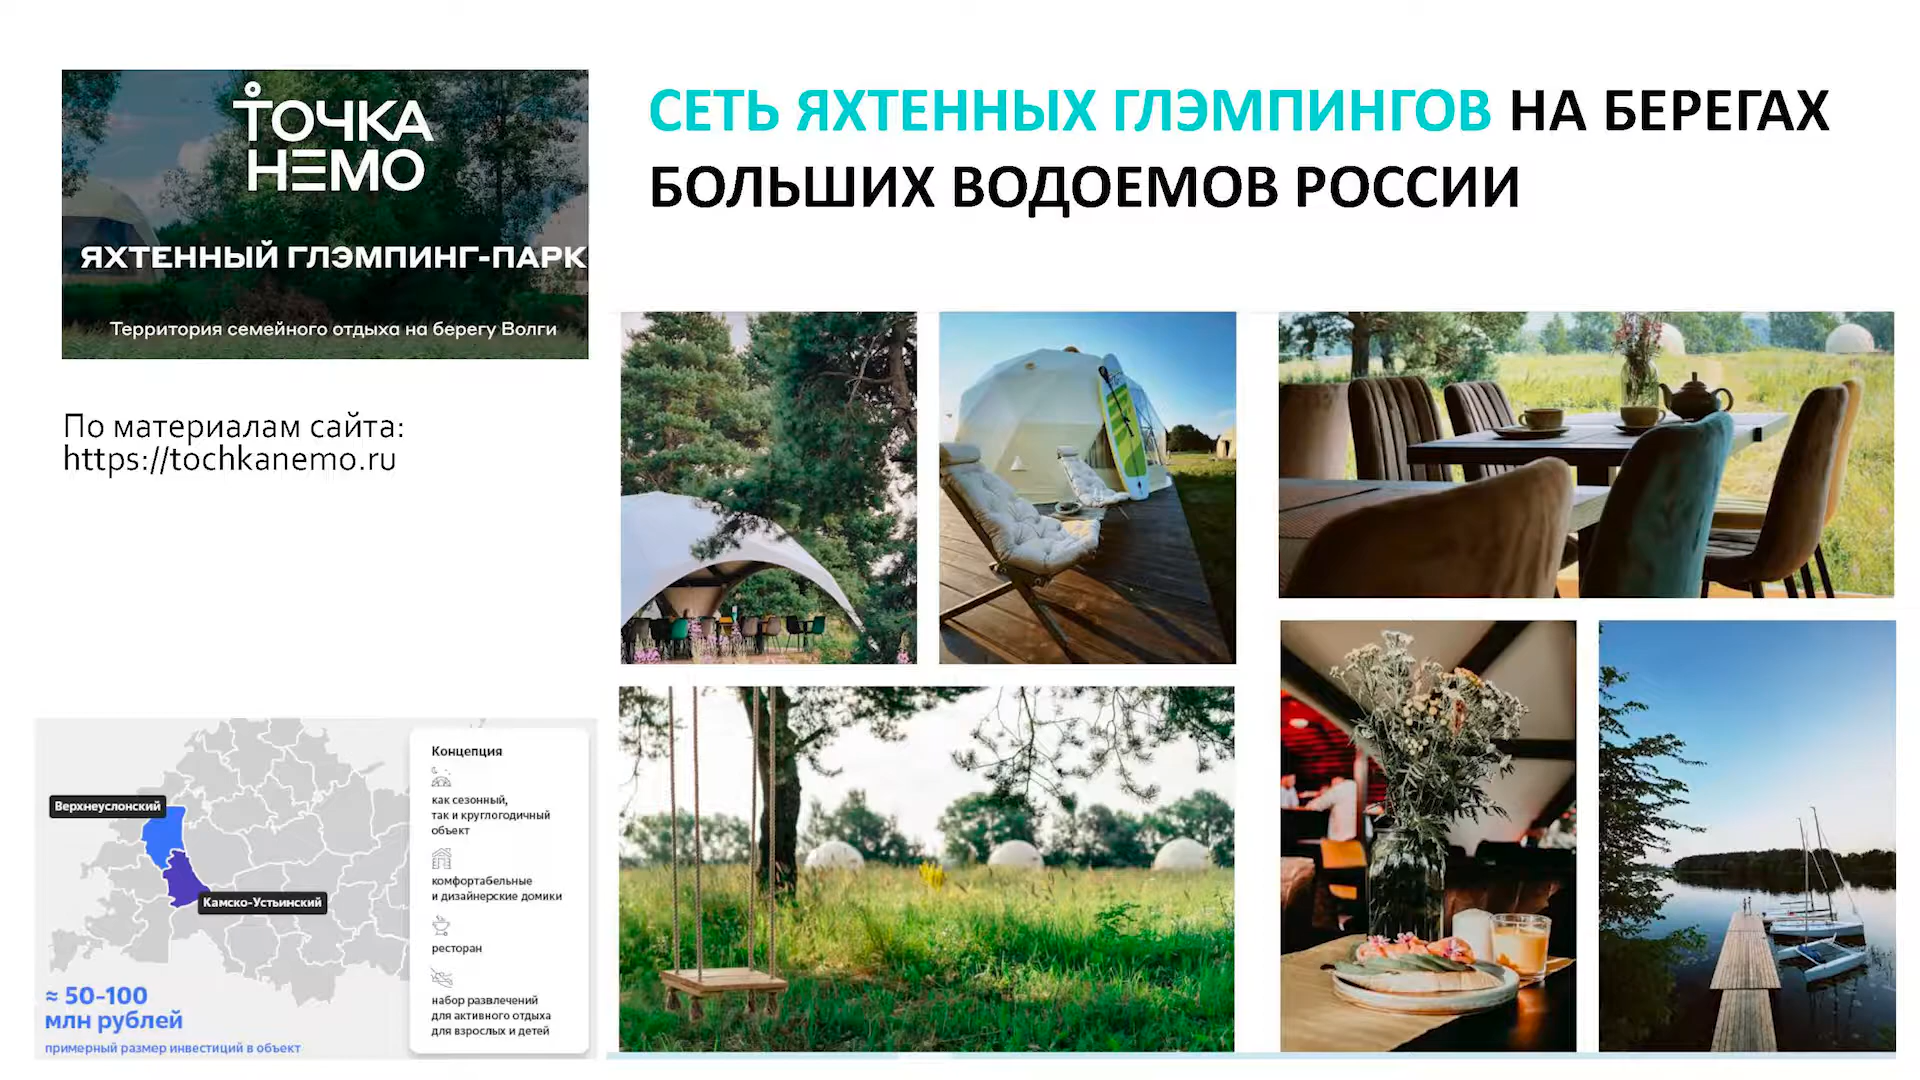 ТОЧКА
НЕМО
ЯХТЕННЫЙ ГЛЭМПИНГ-ПАРК
Территория семейного отдыха на берегу Волги
СЕТЬ ЯХТЕННЫХ ГЛЭМПИНГОВ НА БЕРЕГАХ
БОЛЬШИХ ВОДОЕМОВ РОССИИ
По материалам сайта:
https://tochkanemo.ru
Верхнеуслонский
Камско-Устьинский
≈ 50-100
млн рублей
примерный размер инвестиций в объект
Концепция
как сезонный,
так и круглогодичный
объект
комфортабельные
и дизайнерские домики
ресторан
набор развлечений
для активного отдыха
для взрослых и детей